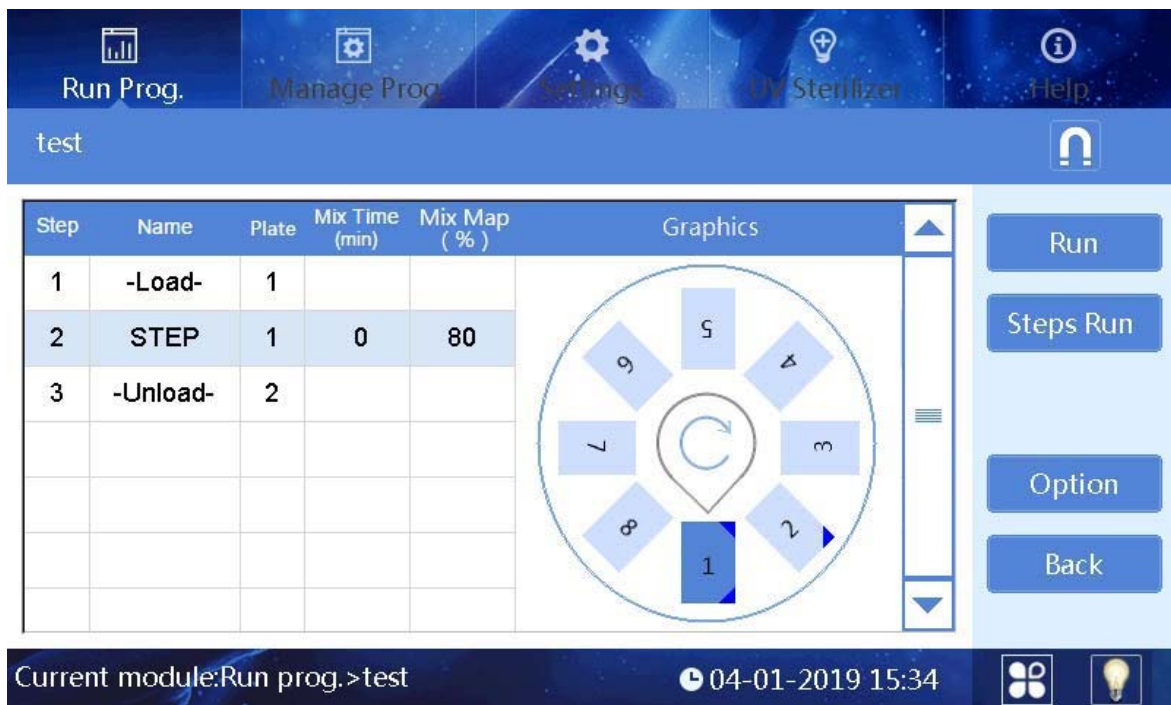 Run Prog.
Manage Prog.
Settings
UV Sterilizer
Help
test
Step Name Plate Mix Time (min) Mix Map ( % ) Graphics
1 -Load- 1
2 STEP 1 0 80
3 -Unload- 2
5
6
4
7
3
8
2
1
Run
Steps Run
Option
Back
Current module:Run prog.>test
04-01-2019 15:34